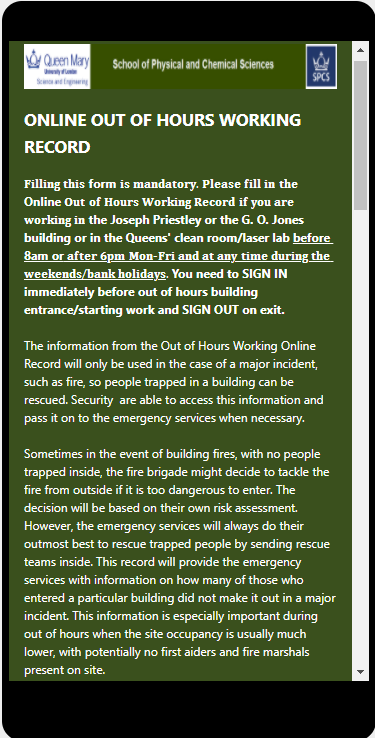 Queen Mary
University of London
Science and Engineering
School of Physical and Chemical Sciences
SPCS
ONLINE OUT OF HOURS WORKING
RECORD
Filling this form is mandatory. Please fill in the
Online Out of Hours Working Record if you are
working in the Joseph Priestley or the G. O. Jones
building or in the Queens' clean room/laser lab before
8am or after 6pm Mon-Fri and at any time during the
weekends/bank holidays. You need to SIGN IN
immediately before out of hours building
entrance/starting work and SIGN OUT on exit.
The information from the Out of Hours Working Online
Record will only be used in the case of a major incident,
such as fire, so people trapped in a building can be
rescued. Security are able to access this information and
pass it on to the emergency services when necessary.
Sometimes in the event of building fires, with no people
trapped inside, the fire brigade might decide to tackle the
fire from outside if it is too dangerous to enter. The
decision will be based on their own risk assessment.
However, the emergency services will always do their
outmost best to rescue trapped people by sending rescue
teams inside. This record will provide the emergency
services with information on how many of those who
entered a particular building did not make it out in a major
incident. This information is especially important during
out of hours when the site occupancy is usually much
lower, with potentially no first aiders and fire marshals
present on site.